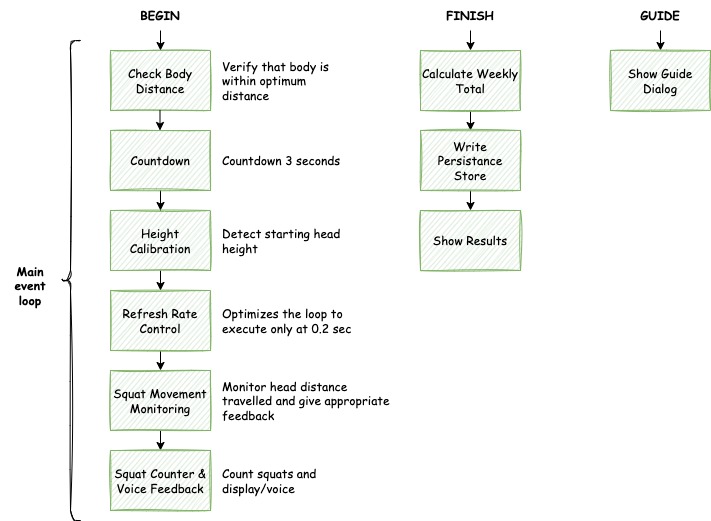 BEGIN
FINISH
GUIDE
Check Body
Distance
Verify that body is
within optimum
distance
Calculate Weekly
Total
Show Guide
Dialog
Countdown
Countdown 3 seconds
Write
Persistance
Store
Height
Calibration
Detect starting head
height
Show Results
Main
event
loop
Refresh Rate
Control
Optimizes the loop to
execute only at 0.2 sec
Squat Movement
Monitoring
Monitor head distance
travelled and give appropriate
feedback
Squat Counter &
Voice Feedback
Count squats and
display/voice